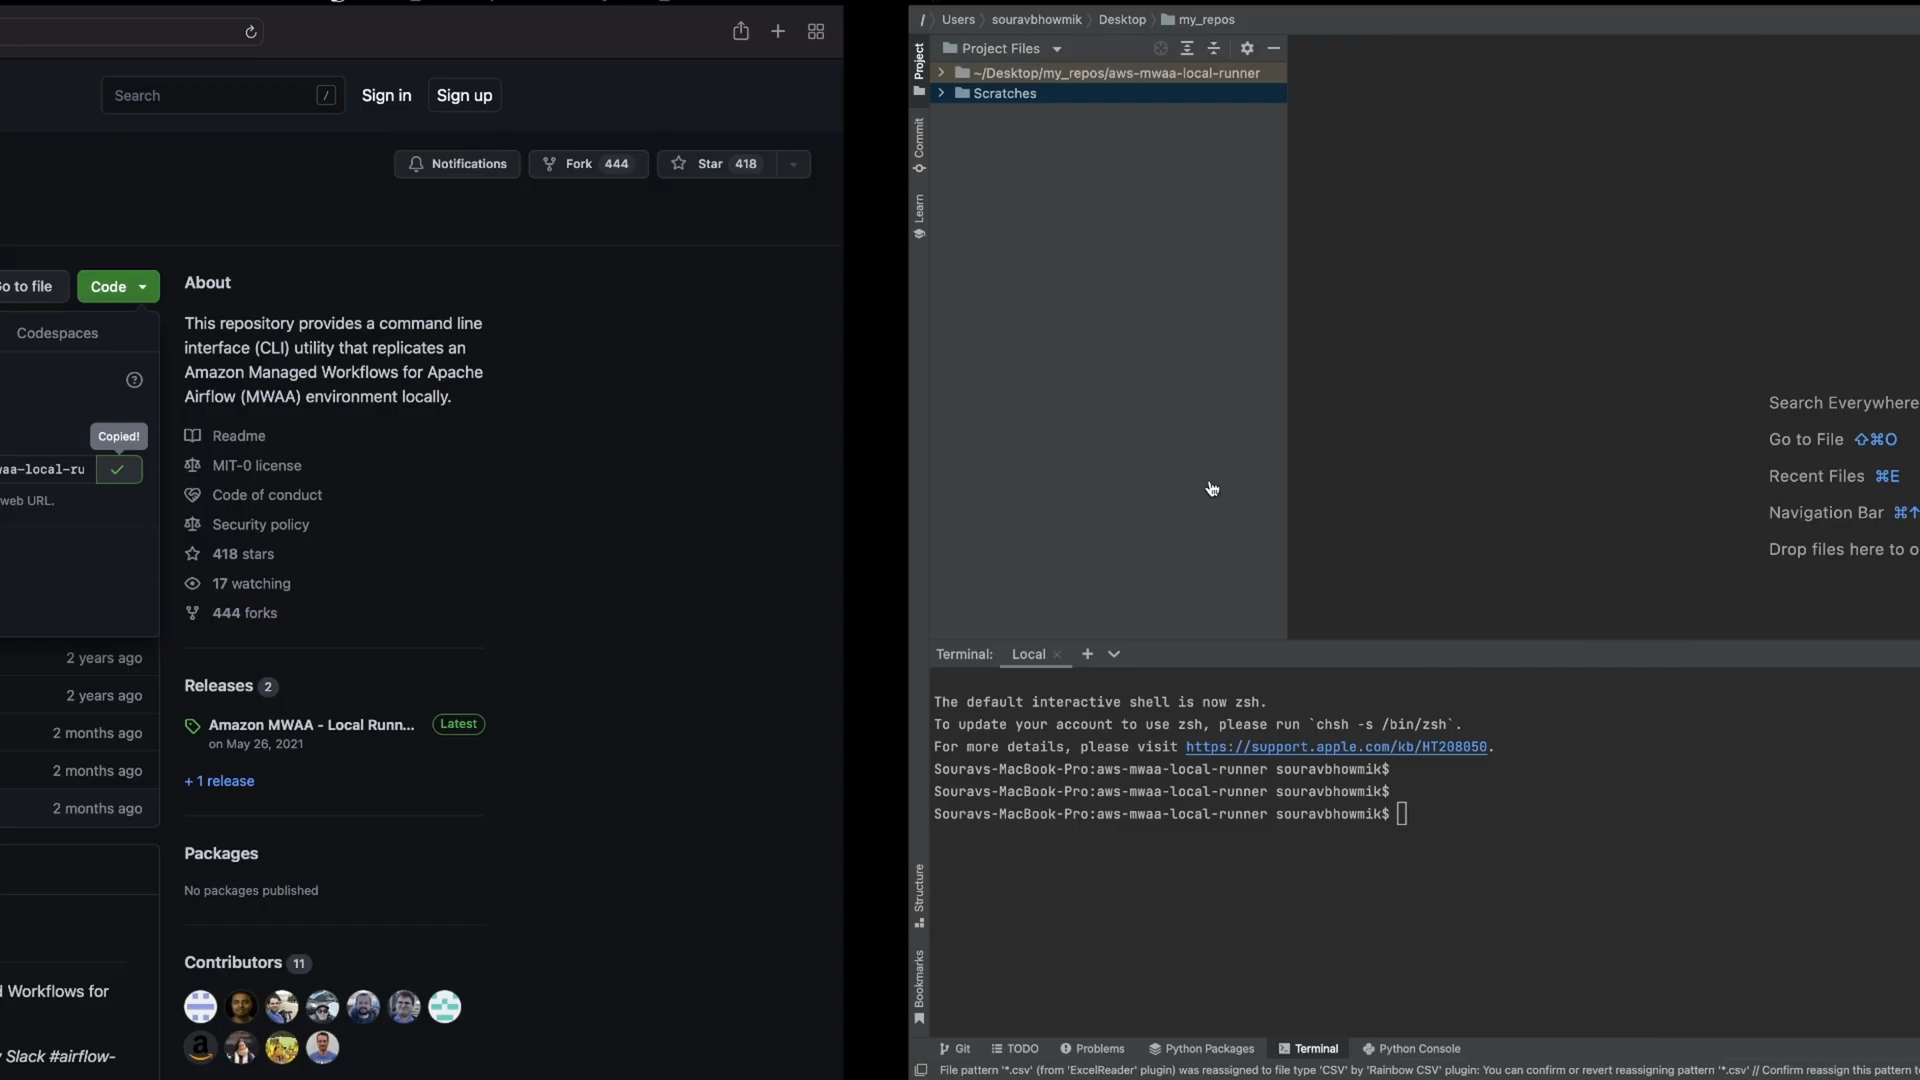 Search /
Sign in
Sign up
Notifications
Fork 444
Star 418
Go to file
Code
Codespaces
Copied!
waa-local-ru
web URL.
2 years ago
2 years ago
2 months ago
2 months ago
2 months ago
Workflows for
Slack #airflow-
About
This repository provides a command line
interface (CLI) utility that replicates an
Amazon Managed Workflows for Apache
Airflow (MWAA) environment locally.
Readme
MIT-0 license
Code of conduct
Security policy
418 stars
17 watching
444 forks
Releases 2
Amazon MWAA - Local Runn... Latest
on May 26, 2021
+ 1 release
Packages
No packages published
Contributors 11
/ Users souravbhowmik Desktop my_repos
Project
Commit
Learn
Structure
Bookmarks
Project Files
~/Desktop/my_repos/aws-mwaa-local-runner
Scratches
Search Everywhere
Go to File ⇧⌘O
Recent Files ⌘E
Navigation Bar ⌘↑
Drop files here to o
Terminal: Local
The default interactive shell is now zsh.
To update your account to use zsh, please run `chsh -s /bin/zsh`.
For more details, please visit https://support.apple.com/kb/HT208050.
Souravs-MacBook-Pro:aws-mwaa-local-runner souravbhowmik$
Souravs-MacBook-Pro:aws-mwaa-local-runner souravbhowmik$
Souravs-MacBook-Pro:aws-mwaa-local-runner souravbhowmik$
Git TODO Problems Python Packages Terminal Python Console
File pattern '*.csv' (from 'ExcelReader' plugin) was reassigned to file type 'CSV' by 'Rainbow CSV' plugin: You can confirm or revert reassigning pattern '*.csv' // Confirm reassign this pattern t